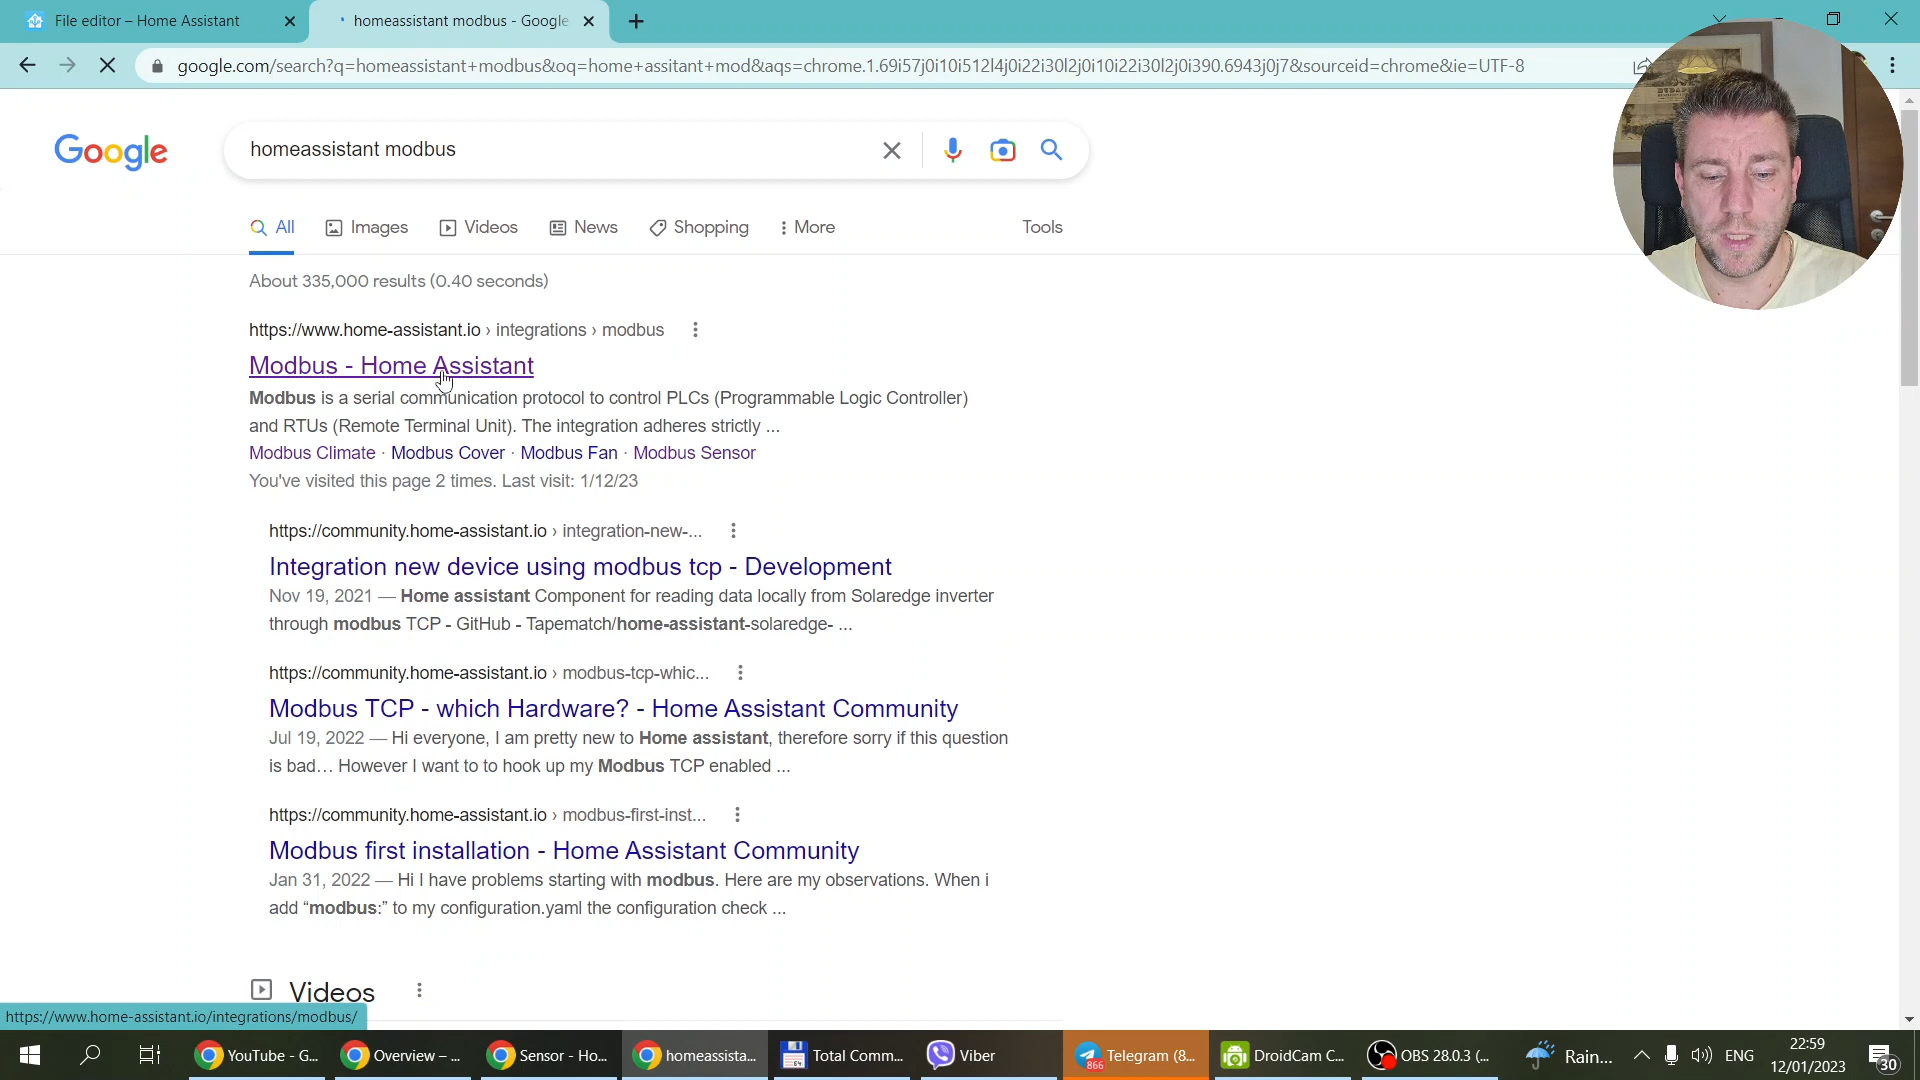 File editor – Home Assistant
homeassistant modbus - Google
google.com/search?q=homeassistant+modbus&oq=home+assitant+mod&aqs=chrome.1.69i57j0i10i512l4j0i22i30l2j0i10i22i30l2j0i390.6943j0j7&sourceid=chrome&ie=UTF-8
Google
homeassistant modbus
All
Images
Videos
News
Shopping
More
Tools
About 335,000 results (0.40 seconds)
https://www.home-assistant.io › integrations › modbus
Modbus - Home Assistant
Modbus is a serial communication protocol to control PLCs (Programmable Logic Controller)
and RTUs (Remote Terminal Unit). The integration adheres strictly ...
Modbus Climate · Modbus Cover · Modbus Fan · Modbus Sensor
You've visited this page 2 times. Last visit: 1/12/23
https://community.home-assistant.io › integration-new-...
Integration new device using modbus tcp - Development
Nov 19, 2021 — Home assistant Component for reading data locally from Solaredge inverter
through modbus TCP - GitHub - Tapematch/home-assistant-solaredge- ...
https://community.home-assistant.io › modbus-tcp-whic...
Modbus TCP - which Hardware? - Home Assistant Community
Jul 19, 2022 — Hi everyone, I am pretty new to Home assistant, therefore sorry if this question
is bad… However I want to to hook up my Modbus TCP enabled ...
https://community.home-assistant.io › modbus-first-inst...
Modbus first installation - Home Assistant Community
Jan 31, 2022 — Hi I have problems starting with modbus. Here are my observations. When i
add “modbus:” to my configuration.yaml the configuration check ...
Videos
https://www.home-assistant.io/integrations/modbus/
YouTube - G...
Overview – ...
Sensor - Ho...
homeassista...
64
Total Comm...
Viber
866
Telegram (8...
DroidCam C...
OBS 28.0.3 (...
Rain...
ENG
22:59
12/01/2023
30